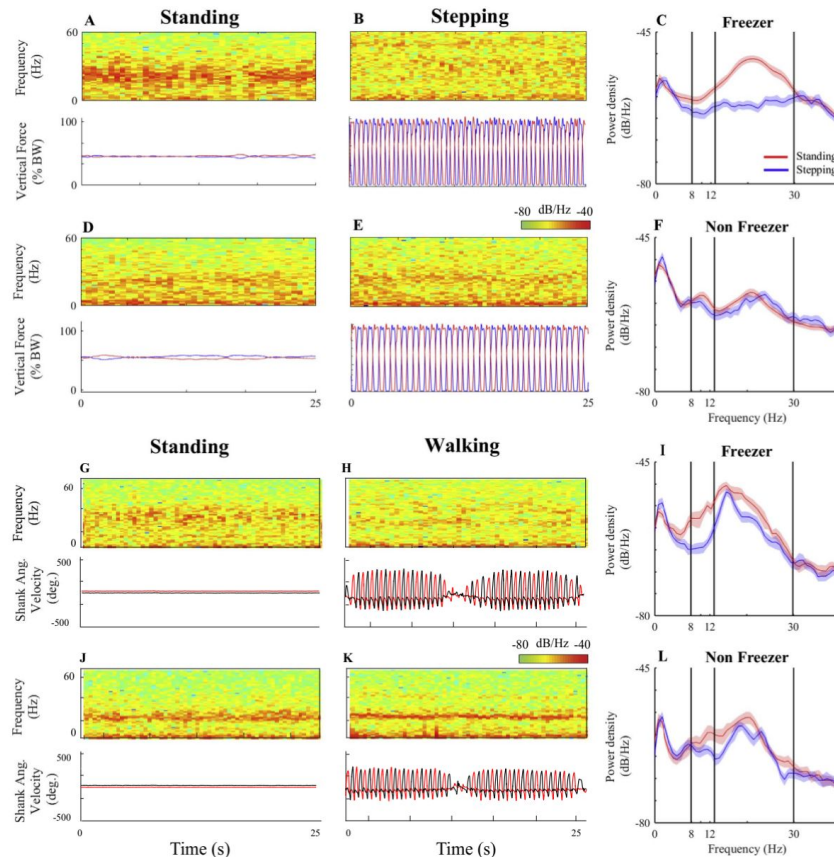 Standing
Stepping
A
B
C
Freezer
Frequency
(Hz)
60
0
Vertical Force
(% BW)
100
0
Power density
(dB/Hz)
-45
-80
Standing
Stepping
0
8
12
30
dB/Hz
-80
-40
D
E
F
Non Freezer
Frequency
(Hz)
60
0
Vertical Force
(% BW)
100
0
0
25
0
25
Power density
(dB/Hz)
-45
-80
0
8
12
30
Frequency (Hz)
Standing
Walking
G
H
I
Freezer
Frequency
(Hz)
60
0
Shank Ang.
Velocity
(deg.)
500
-500
Power density
(dB/Hz)
-45
-80
0
8
12
30
dB/Hz
-80
-40
J
K
L
Non Freezer
Frequency
(Hz)
60
0
Shank Ang.
Velocity
(deg.)
500
-500
0
25
0
25
Time (s)
Time (s)
Power density
(dB/Hz)
-45
-80
0
8
12
30
Frequency (Hz)